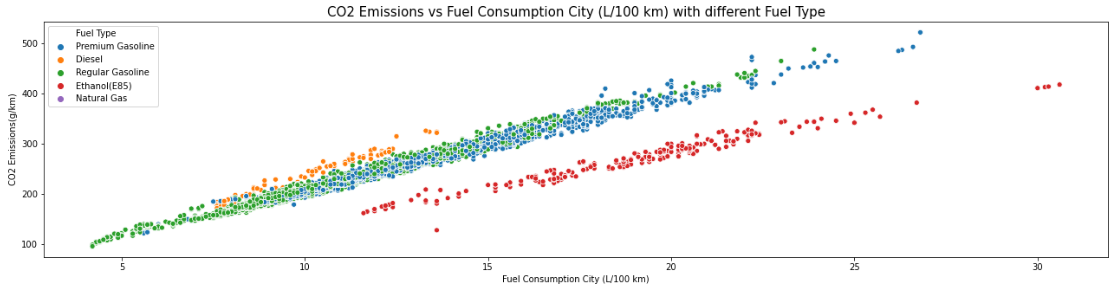 CO2 Emissions vs Fuel Consumption City (L/100 km) with different Fuel Type
Fuel Type
Premium Gasoline
Diesel
Regular Gasoline
Ethanol(E85)
Natural Gas
CO2 Emissions(g/km)
500
400
300
200
100
5
10
15
20
25
30
Fuel Consumption City (L/100 km)